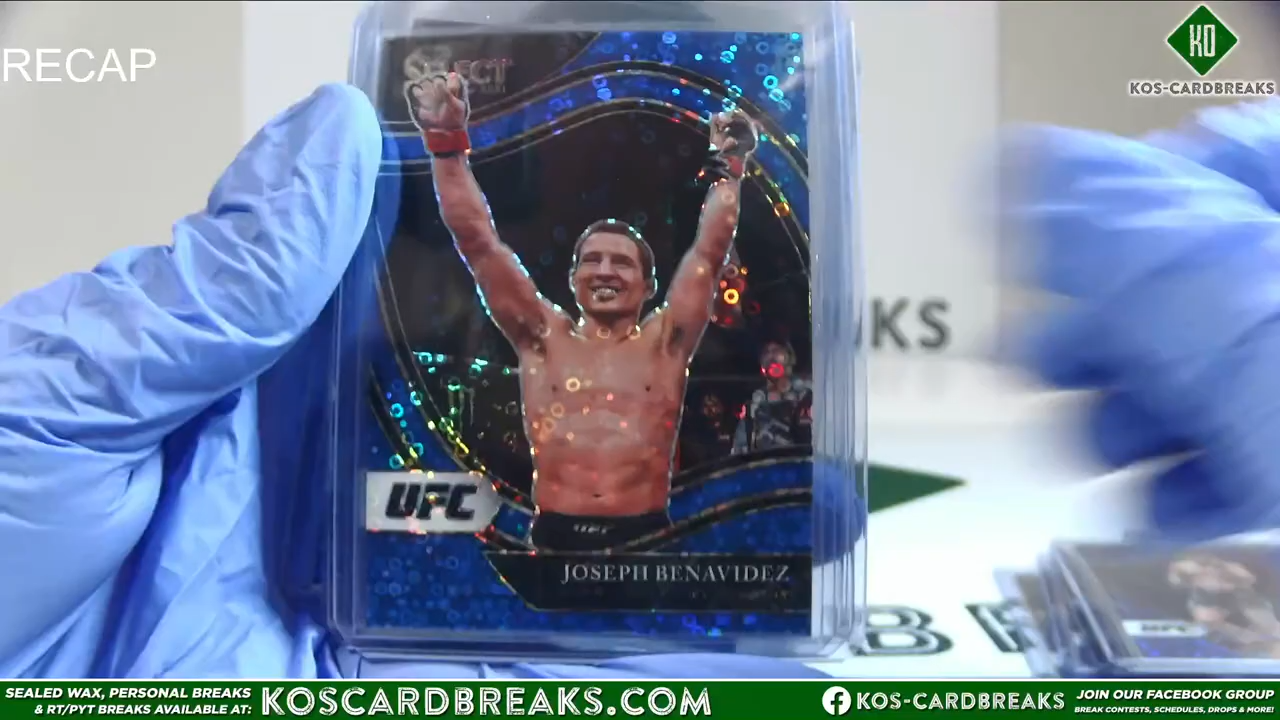 RECAP
KO
KOS-CARDBREAKS
SELECT
UFC
JOSEPH BENAVIDEZ
SEALED WAX, PERSONAL BREAKS
& RT/PYT BREAKS AVAILABLE AT:
KOSCARDBREAKS.COM
KOS-CARDBREAKS
JOIN OUR FACEBOOK GROUP
BREAK CONTESTS, SCHEDULES, DROPS & MORE!